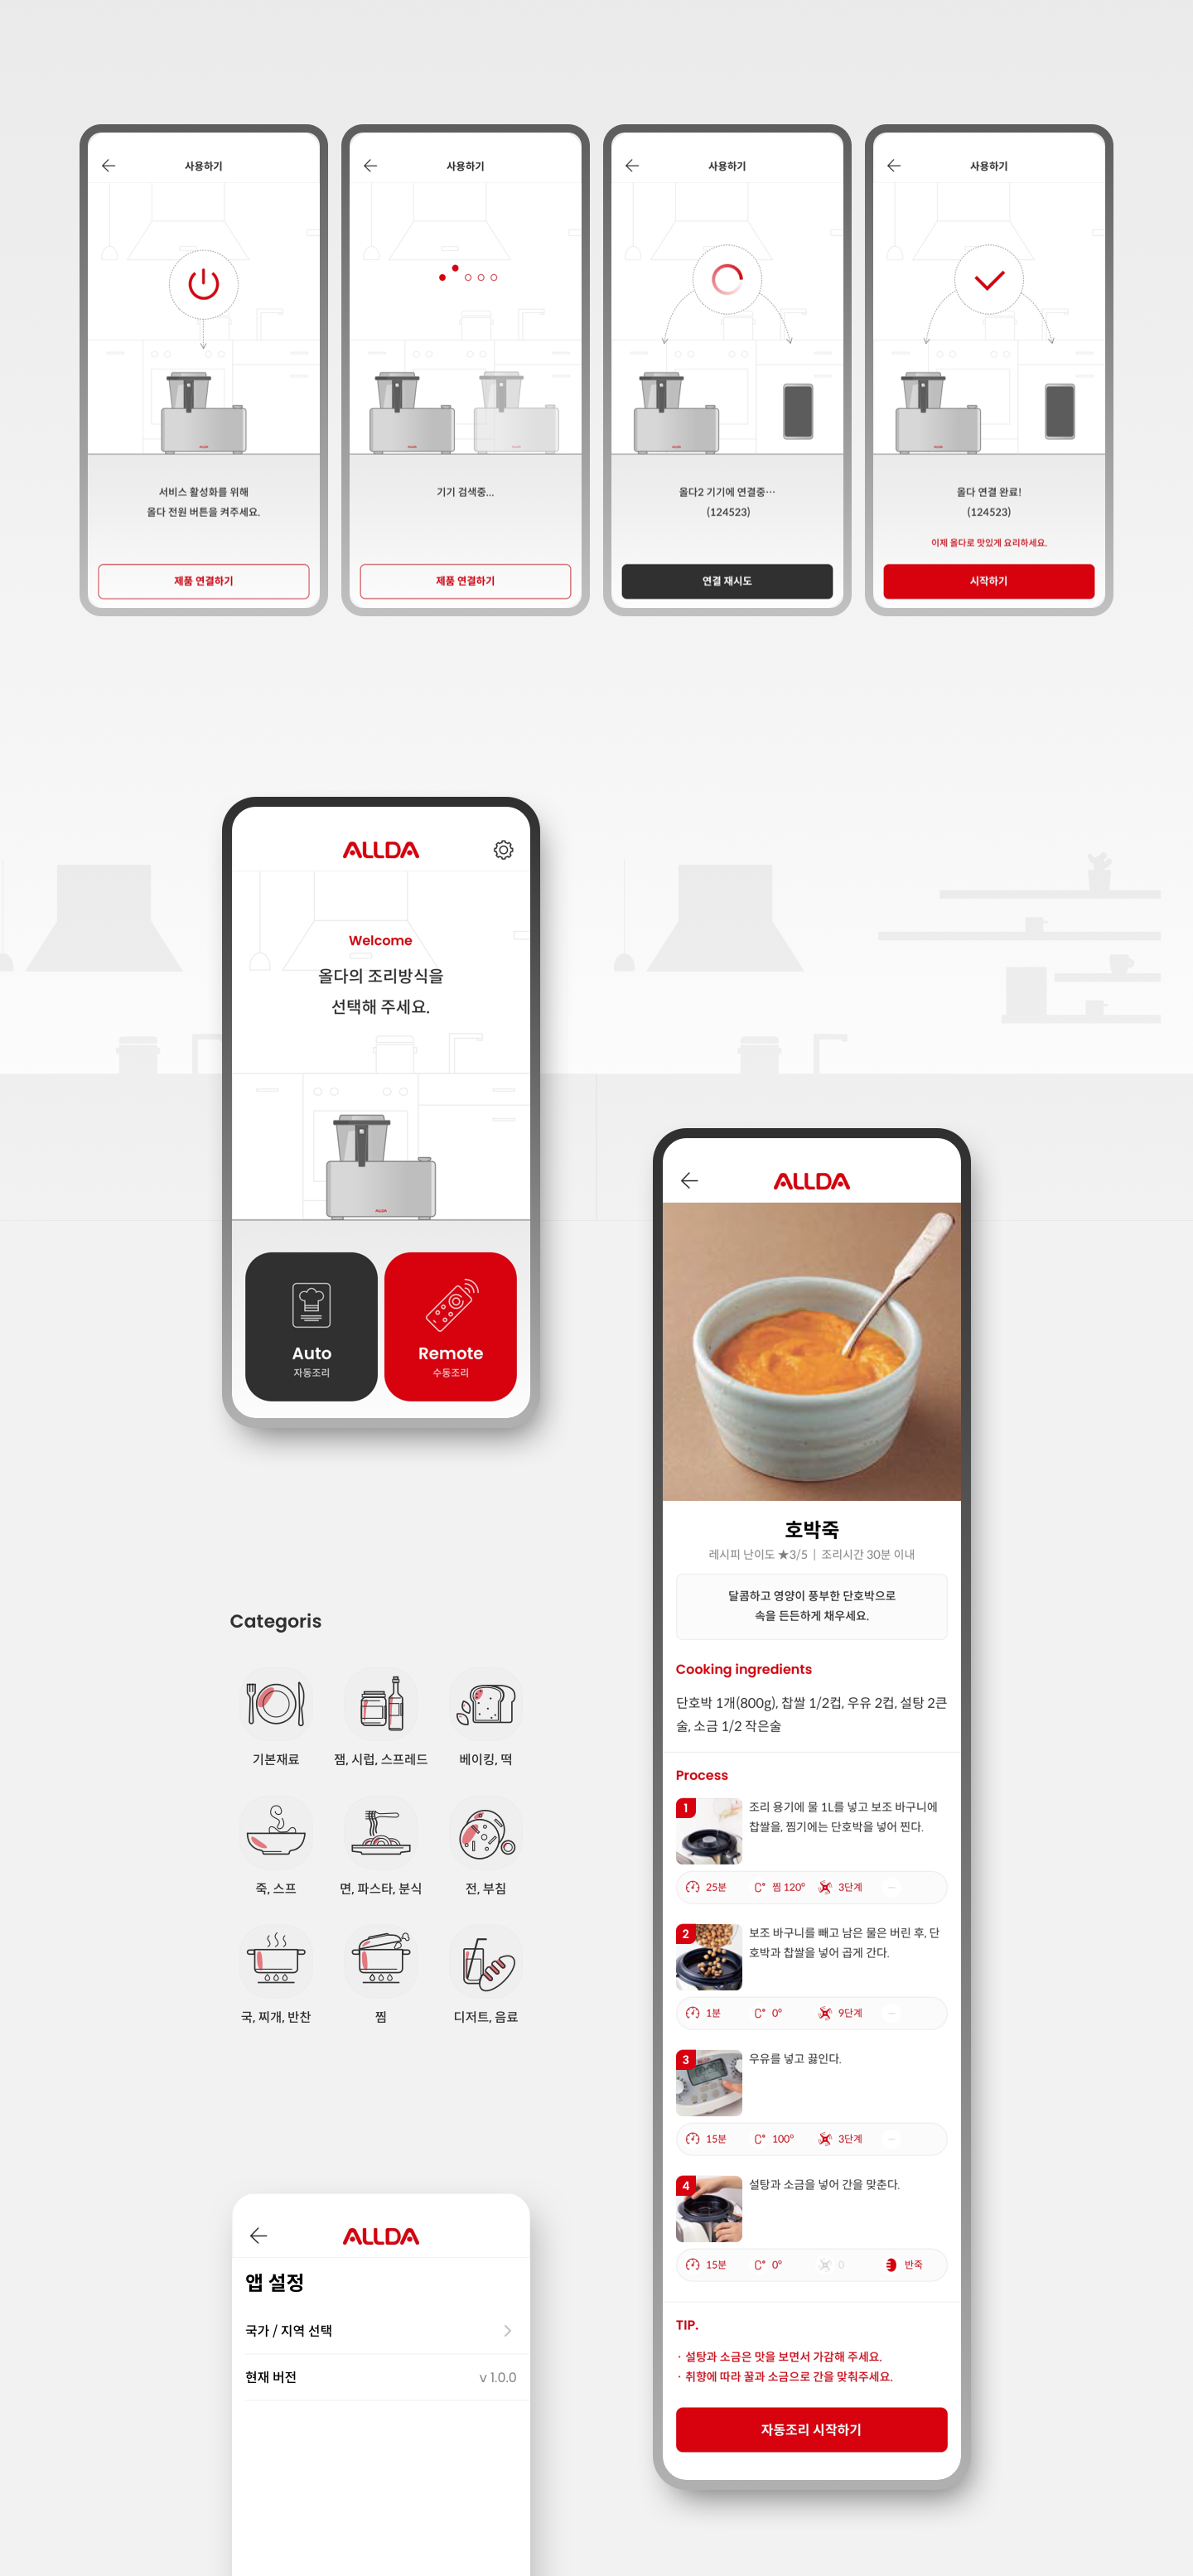 사용하기
서비스 활성화를 위해
올다 전원 버튼을 켜주세요.
제품 연결하기
사용하기
기기 검색중...
제품 연결하기
사용하기
올다2 기기에 연결중···
(124523)
연결 재시도
사용하기
올다 연결 완료!
(124523)
이제 올다로 맛있게 요리하세요.
시작하기
ALLDA
Welcome
올다의 조리방식을
선택해 주세요.
ALLDA
Auto
자동조리
Remote
수동조리
Categoris
기본재료
잼, 시럽, 스프레드
베이킹, 떡
죽, 스프
면, 파스타, 분식
전, 부침
국, 찌개, 반찬
찜
디저트, 음료
ALLDA
앱 설정
국가 / 지역 선택
현재 버전
v 1.0.0
ALLDA
호박죽
레시피 난이도 ★3/5 | 조리시간 30분 이내
달콤하고 영양이 풍부한 단호박으로
속을 든든하게 채우세요.
Cooking ingredients
단호박 1개(800g), 찹쌀 1/2컵, 우유 2컵, 설탕 2큰
술, 소금 1/2 작은술
Process
1
조리 용기에 물 1L를 넣고 보조 바구니에
찹쌀을, 찜기에는 단호박을 넣어 찐다.
25분 C° 찜 120° 3단계
2
보조 바구니를 빼고 남은 물은 버린 후, 단
호박과 찹쌀을 넣어 곱게 간다.
1분 C° 0° 9단계
3
우유를 넣고 끓인다.
15분 C° 100° 3단계
4
설탕과 소금을 넣어 간을 맞춘다.
15분 C° 0° 0 반죽
TIP.
· 설탕과 소금은 맛을 보면서 가감해 주세요.
· 취향에 따라 꿀과 소금으로 간을 맞춰주세요.
자동조리 시작하기